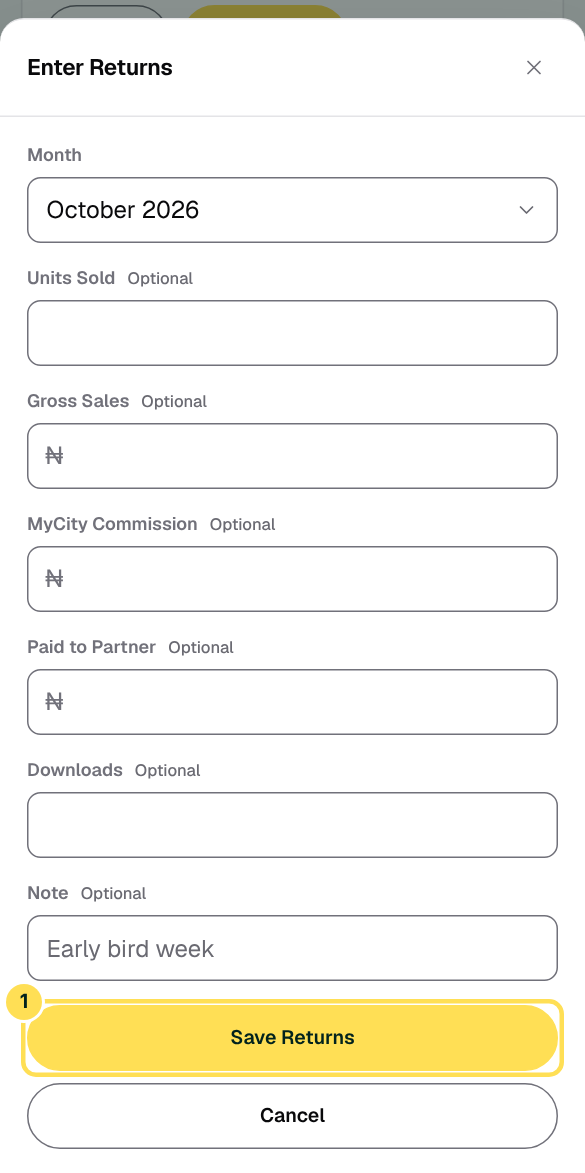 Enter Returns
Month
October 2026
Units Sold Optional
Gross Sales Optional
₦
MyCity Commission Optional
₦
Paid to Partner Optional
₦
Downloads Optional
Note Optional
Early bird week
1
Save Returns
Cancel